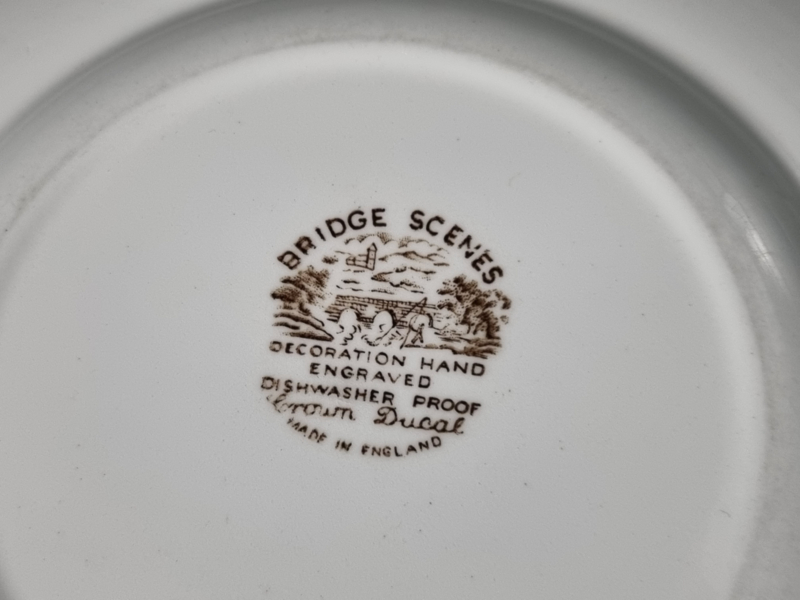 BRIDGE SCENES
DECORATION HAND
ENGRAVED
DISHWASHER PROOF
Crown Ducal
MADE IN ENGLAND